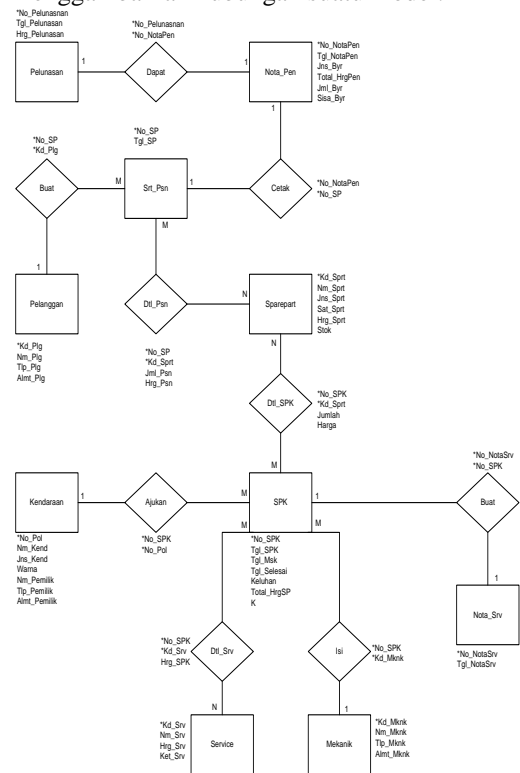 *No_Pelunasnan
Tgl_Pelunasan
Hrg_Pelunasan
Pelunasan
1
*No_Pelunasnan
*No_NotaPen
Dapat
1
Nota_Pen
*No_NotaPen
Tgl_NotaPen
Jns_Byr
Total_HrgPen
Jml_Byr
Sisa_Byr
1
*No_SP
*Kd_Plg
Buat
M
*No_SP
Tgl_SP
Srt_Psn
1
Cetak
*No_NotaPen
*No_SP
M
1
Pelanggan
*Kd_Plg
Nm_Plg
Tlp_Plg
Almt_Plg
Dtl_Psn
*No_SP
*Kd_Sprt
Jml_Psn
Hrg_Psn
N
Sparepart
*Kd_Sprt
Nm_Sprt
Jns_Sprt
Sat_Sprt
Hrg_Sprt
Stok
N
Dtl_SPK
*No_SPK
*Kd_Sprt
Jumlah
Harga
M
Kendaraan
1
*No_Pol
Nm_Kend
Jns_Kend
Warna
Nm_Pemilik
Tlp_Pemilik
Almt_Pemilik
Ajukan
*No_SPK
*No_Pol
M
SPK
1
M
M
*No_SPK
Tgl_SPK
Tgl_Msk
Tgl_Selesai
Keluhan
Total_HrgSP
K
*No_NotaSrv
*No_SPK
Buat
1
Nota_Srv
*No_NotaSrv
Tgl_NotaSrv
*No_SPK
*Kd_Srv
Hrg_SPK
Dtl_Srv
N
*Kd_Srv
Nm_Srv
Hrg_Srv
Ket_Srv
Service
Isi
*No_SPK
*Kd_Mknk
1
Mekanik
*Kd_Mknk
Nm_Mknk
Tlp_Mknk
Almt_Mknk